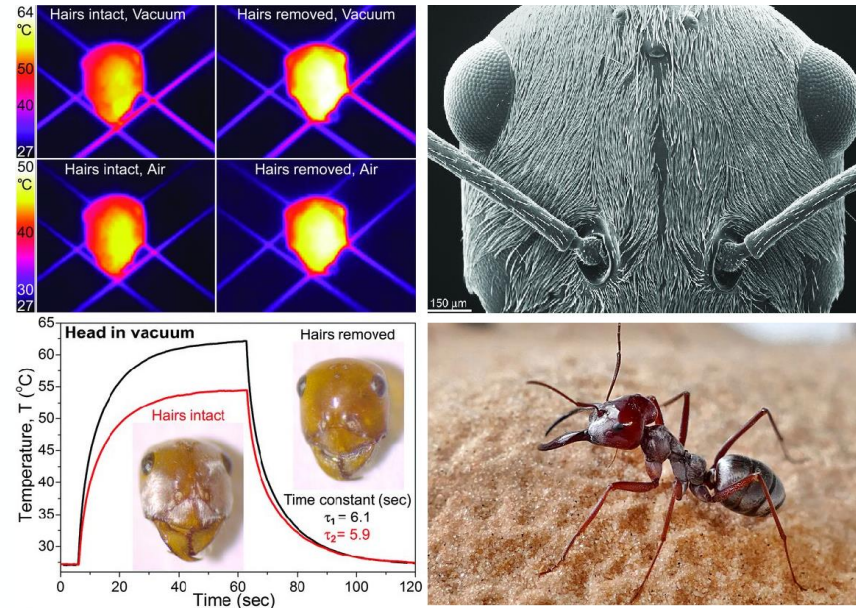 64
°C
50
40
27
Hairs intact, Vacuum
Hairs removed, Vacuum
50
°C
40
30
27
Hairs intact, Air
Hairs removed, Air
150 µm
Head in vacuum
Hairs removed
Hairs intact
Time constant (sec)
τ1 = 6.1
τ2 = 5.9
Temperature, T (°C)
65
60
55
50
45
40
35
30
0 20 40 60 80 100 120
Time (sec)